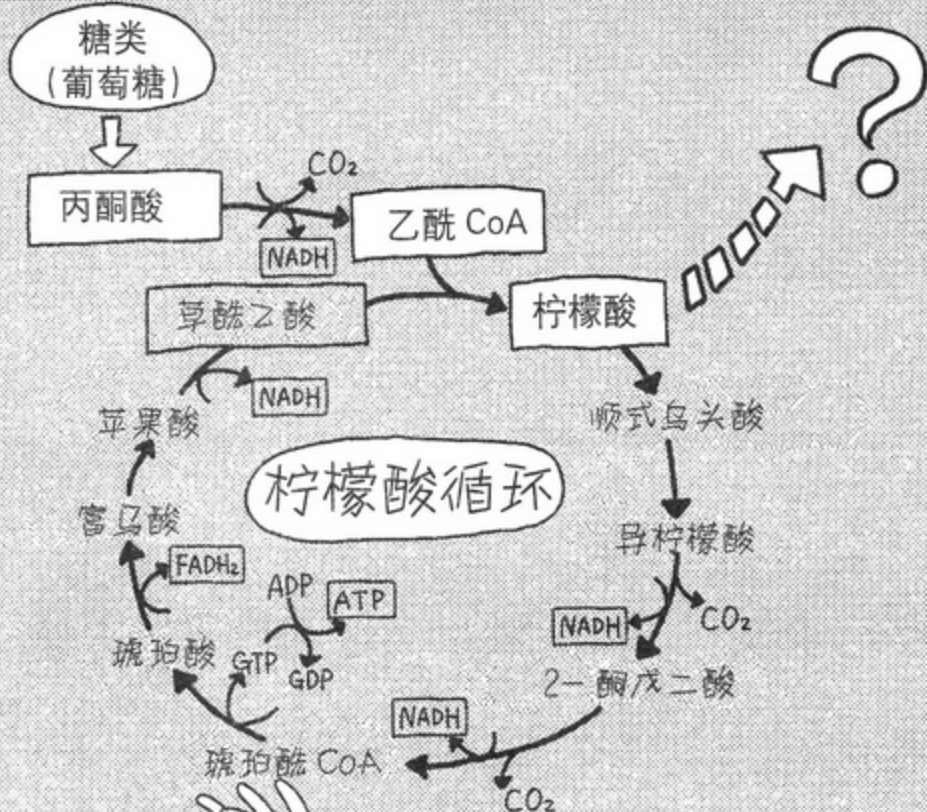 糖类
(葡萄糖)
?
丙酮酸
CO₂
NADH
乙酰 CoA
草酰乙酸
柠檬酸
NADH
苹果酸
顺式乌头酸
柠檬酸循环
富马酸
异柠檬酸
FADH₂
ADP
ATP
NADH
CO₂
琥珀酸
GTP
GDP
2-酮戊二酸
NADH
琥珀酰 CoA
CO₂